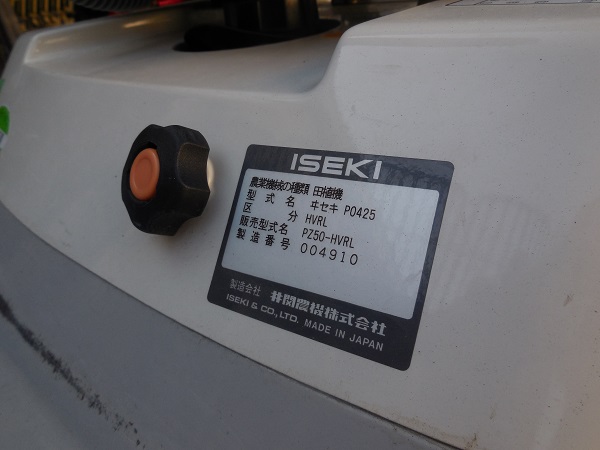 ISEKI
農業機械の種類 田植機
型式名 ヰセキ P0425
区分 HVRL
販売型式名 PZ50-HVRL
製造番号 004910
製造会社 井関農機株式会社
ISEKI & CO., LTD. MADE IN JAPAN